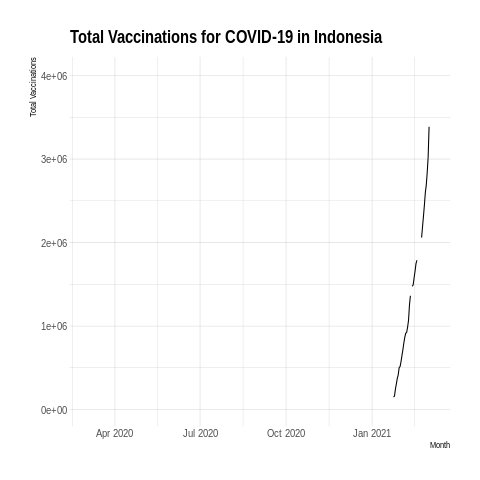 Total Vaccinations for COVID-19 in Indonesia
Total Vaccinations
4e+06
3e+06
2e+06
1e+06
0e+00
Apr 2020
Jul 2020
Oct 2020
Jan 2021
Month